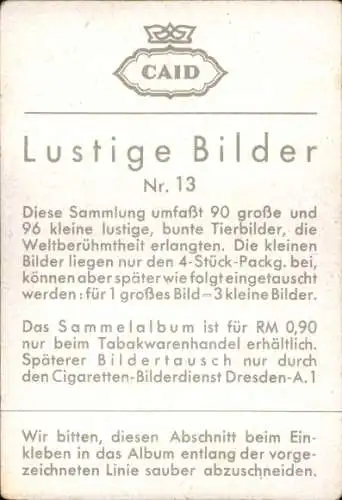 CAID
Lustige Bilder
Nr. 13
Diese Sammlung umfaßt 90 große und
96 kleine lustige, bunte Tierbilder, die
Weltberühmtheit erlangten. Die kleinen
Bilder liegen nur den 4-Stück-Packg. bei,
können aber später wie folgt eingetauscht
werden: für 1 großes Bild = 3 kleine Bilder.
Das Sammelalbum ist für RM 0,90
nur beim Tabakwarenhandel erhältlich.
Späterer Bildertausch nur durch
den Cigaretten-Bilderdienst Dresden-A. 1
Wir bitten, diesen Abschnitt beim Ein-
kleben in das Album entlang der vorge-
zeichneten Linie sauber abzuschneiden.